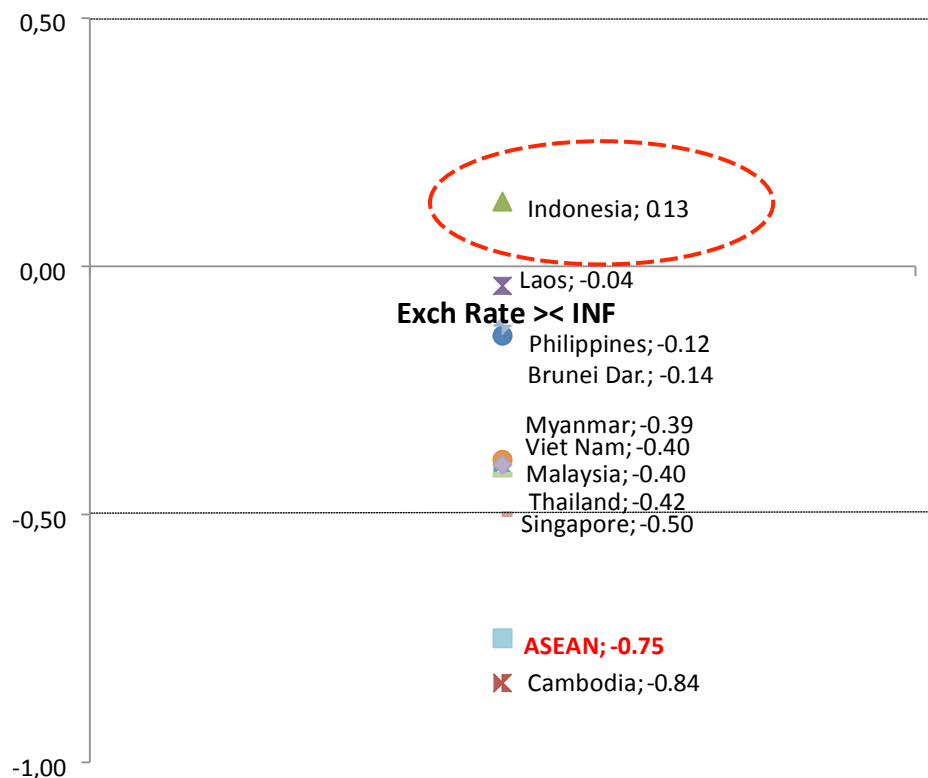 0,50
Indonesia; 0.13
0,00
Laos; -0.04
Exch Rate >< INF
Philippines; -0.12
Brunei Dar.; -0.14
Myanmar; -0.39
Viet Nam; -0.40
Malaysia; -0.40
Thailand; -0.42
-0,50
Singapore; -0.50
ASEAN; -0.75
Cambodia; -0.84
-1,00